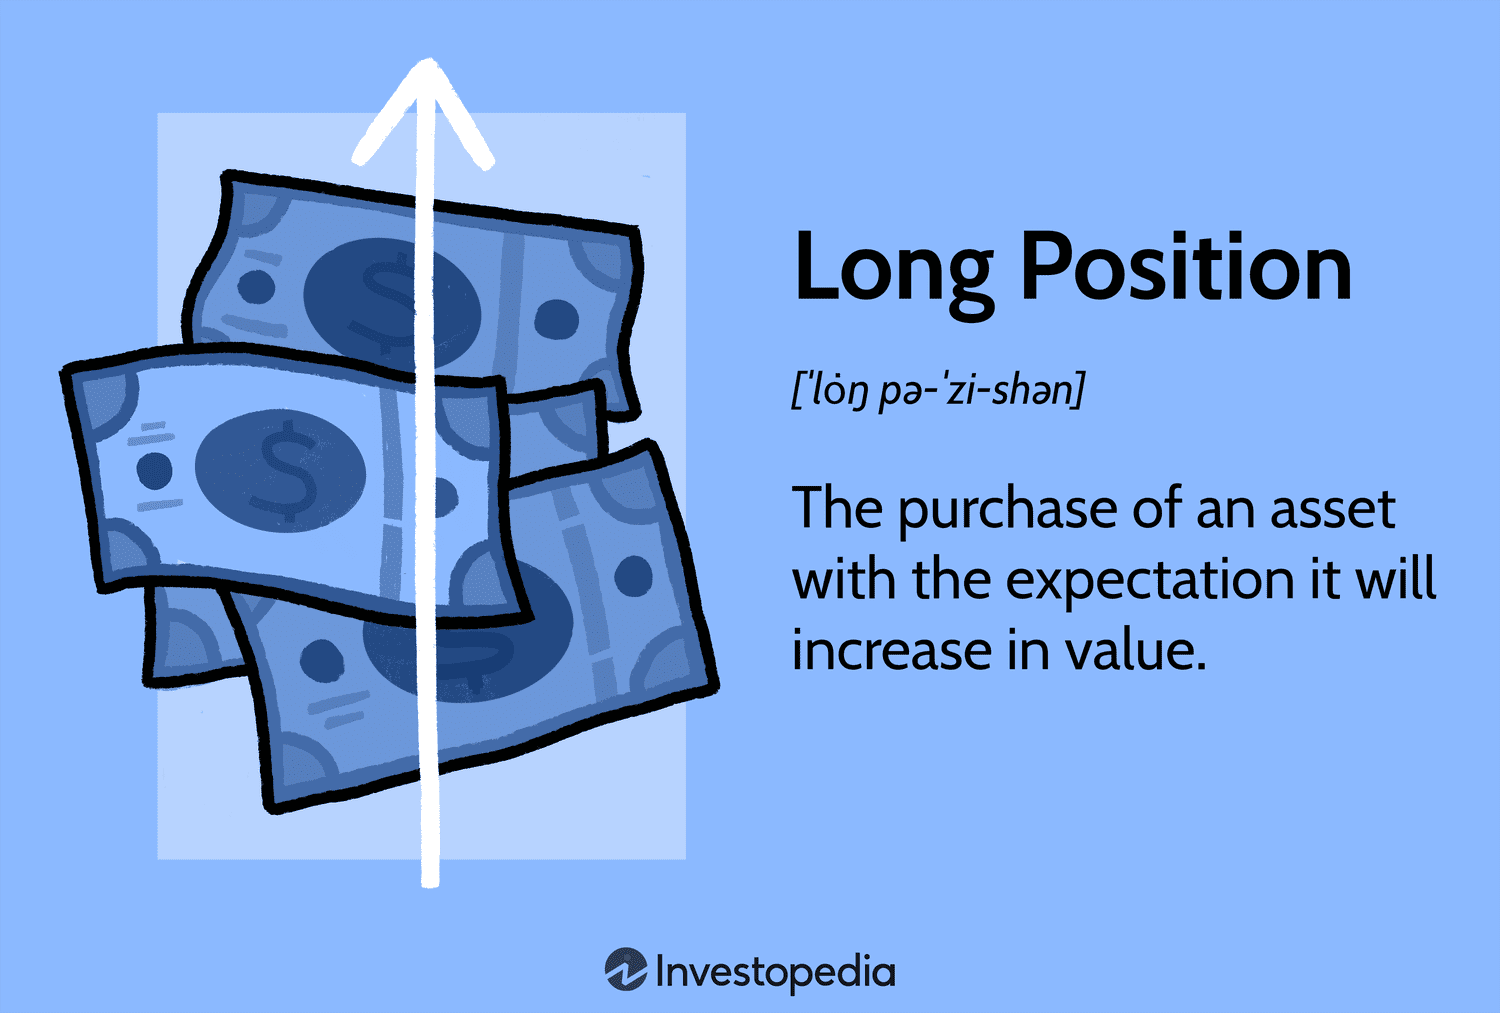 Long Position
[ˈlȯŋ pə-ˈzi-shən]
The purchase of an asset
with the expectation it will
increase in value.
$
$
Investopedia